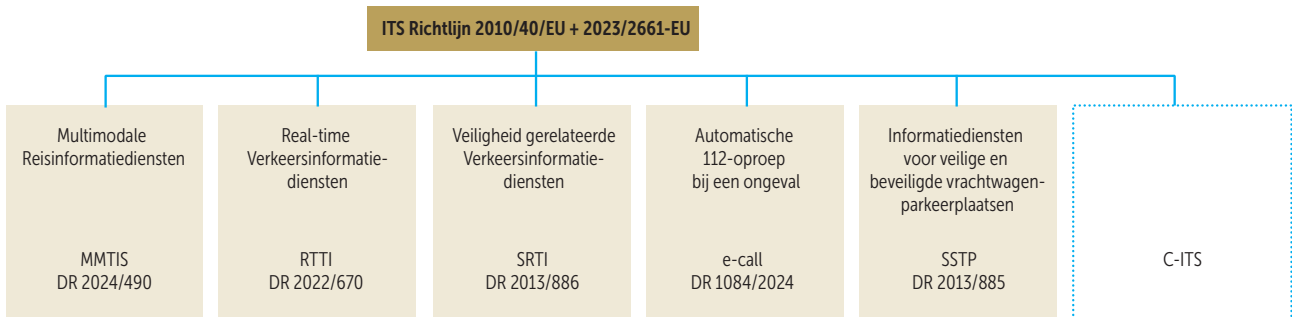 ITS Richtlijn 2010/40/EU + 2023/2661-EU
Multimodale
Reisinformatiediensten
MMTIS
DR 2024/490
Real-time
Verkeersinformatie-
diensten
RTTI
DR 2022/670
Veiligheid gerelateerde
Verkeersinformatie-
diensten
SRTI
DR 2013/886
Automatische
112-oproep
bij een ongeval
e-call
DR 1084/2024
Informatiediensten
voor veilige en
beveiligde vrachtwagen-
parkeerplaatsen
SSTP
DR 2013/885
C-ITS